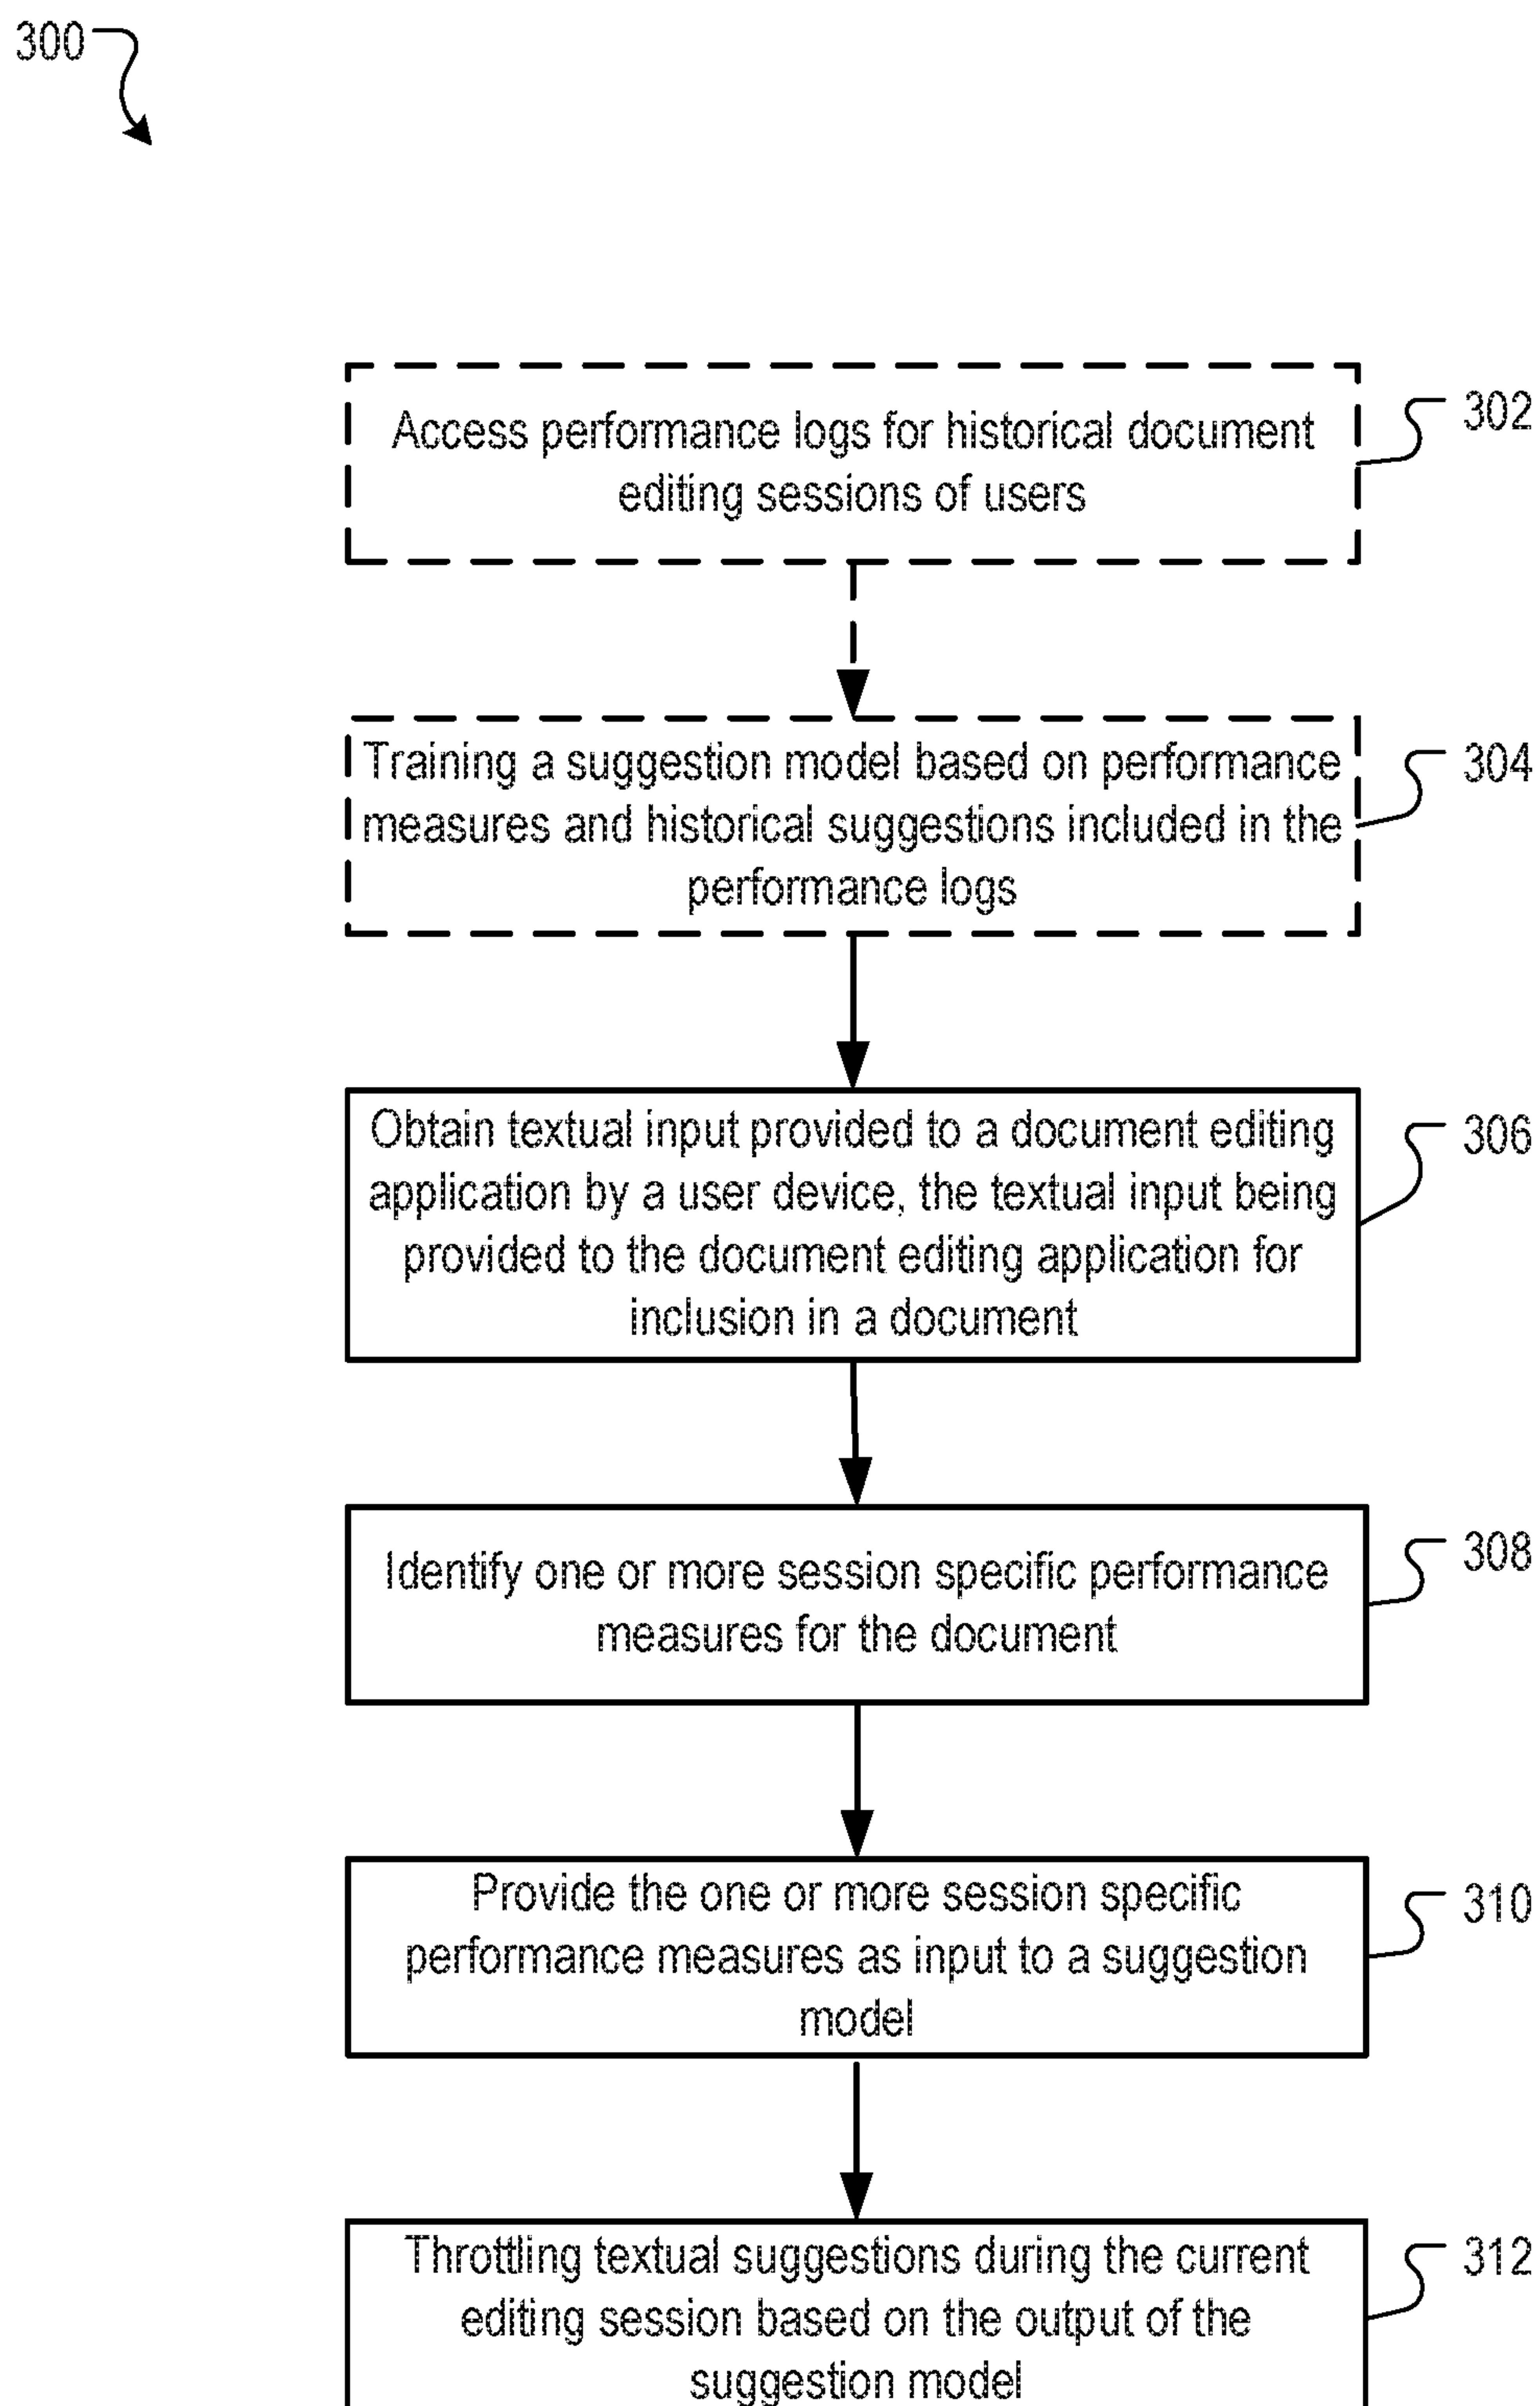 300
Access performance logs for historical document
editing sessions of users
302
Training a suggestion model based on performance
measures and historical suggestions included in the
performance logs
304
Obtain textual input provided to a document editing
application by a user device, the textual input being
provided to the document editing application for
inclusion in a document
306
Identify one or more session specific performance
measures for the document
308
Provide the one or more session specific
performance measures as input to a suggestion
model
310
Throttling textual suggestions during the current
editing session based on the output of the
suggestion model
312